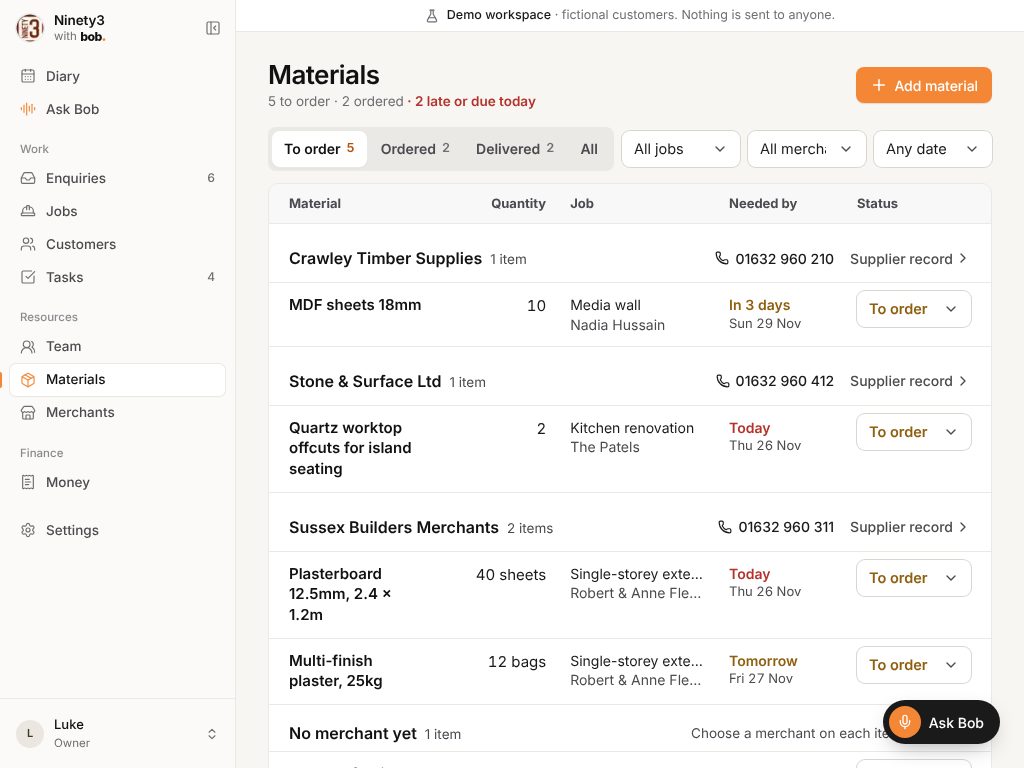 Ninety3
with bob.
Diary
Ask Bob
Work
Enquiries 6
Jobs
Customers
Tasks 4
Resources
Team
Materials
Merchants
Finance
Money
Settings
L
Luke
Owner
Demo workspace · fictional customers. Nothing is sent to anyone.
Materials
5 to order · 2 ordered · 2 late or due today
Add material
To order 5 Ordered 2 Delivered 2 All
All jobs
All mercha
Any date
Material Quantity Job Needed by Status
Crawley Timber Supplies 1 item 01632 960 210 Supplier record
MDF sheets 18mm 10 Media wall In 3 days To order
Nadia Hussain Sun 29 Nov
Stone & Surface Ltd 1 item 01632 960 412 Supplier record
Quartz worktop 2 Kitchen renovation Today To order
offcuts for island The Patels Thu 26 Nov
seating
Sussex Builders Merchants 2 items 01632 960 311 Supplier record
Plasterboard 40 sheets Single-storey exte... Today To order
12.5mm, 2.4 × Robert & Anne Fle... Thu 26 Nov
1.2m
Multi-finish 12 bags Single-storey exte... Tomorrow To order
plaster, 25kg Robert & Anne Fle... Fri 27 Nov
No merchant yet 1 item Choose a merchant on each
Ask Bob